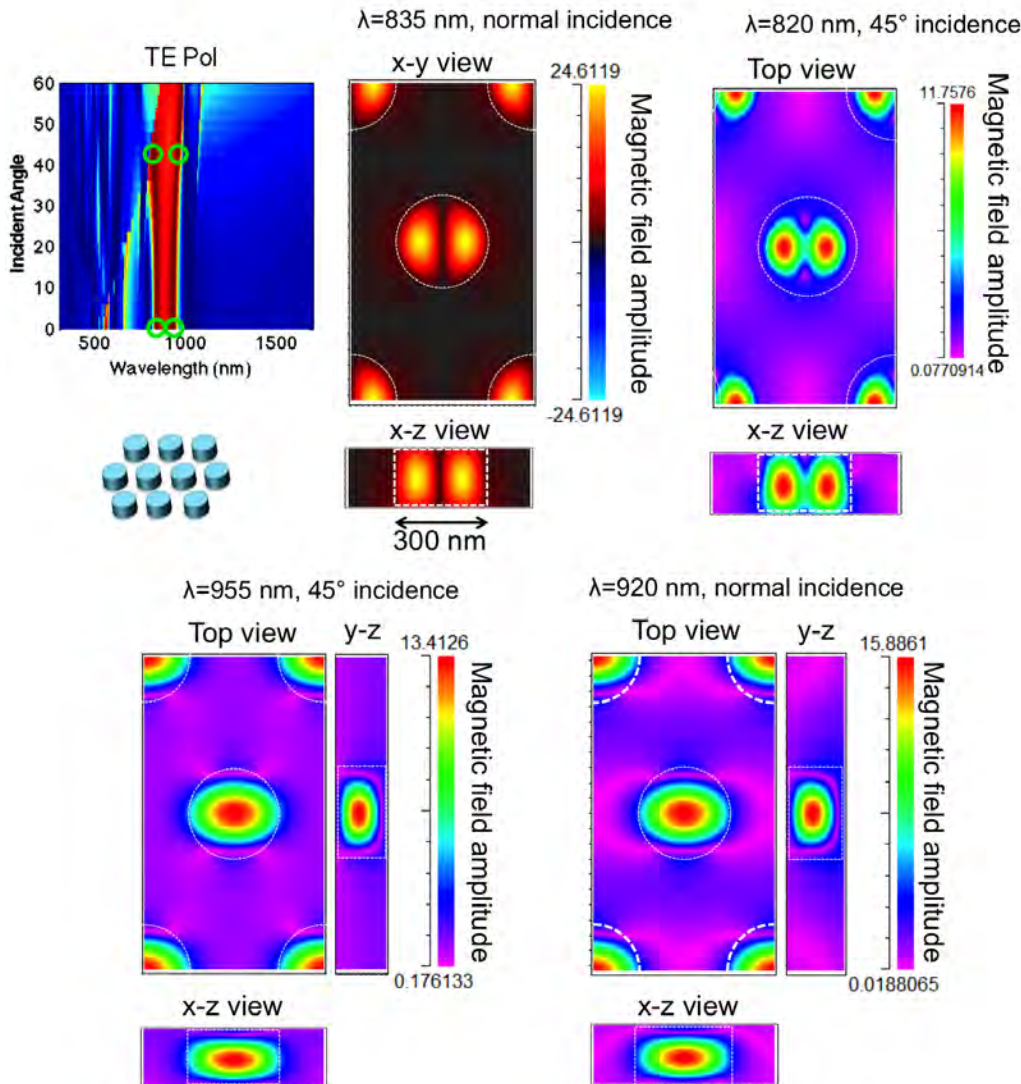 λ=835 nm, normal incidence
λ=820 nm, 45° incidence
TE Pol
60
50
40
30
20
10
0
Incident Angle
500
1000
1500
Wavelength (nm)
x-y view
24.6119
Magnetic field amplitude
-24.6119
x-z view
300 nm
Top view
11.7576
Magnetic field amplitude
0.0770914
x-z view
λ=955 nm, 45° incidence
λ=920 nm, normal incidence
Top view
y-z
13.4126
Magnetic field amplitude
0.176133
x-z view
Top view
y-z
15.8861
Magnetic field amplitude
0.0188065
x-z view